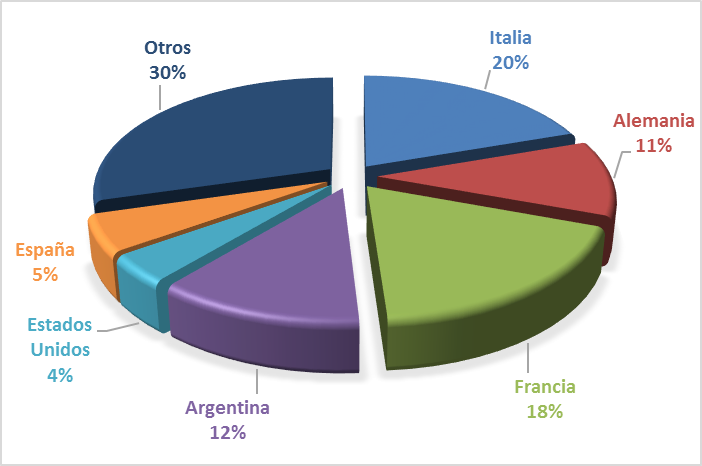 Otros
30%
Italia
20%
Alemania
11%
Francia
18%
Argentina
12%
Estados
Unidos
4%
España
5%